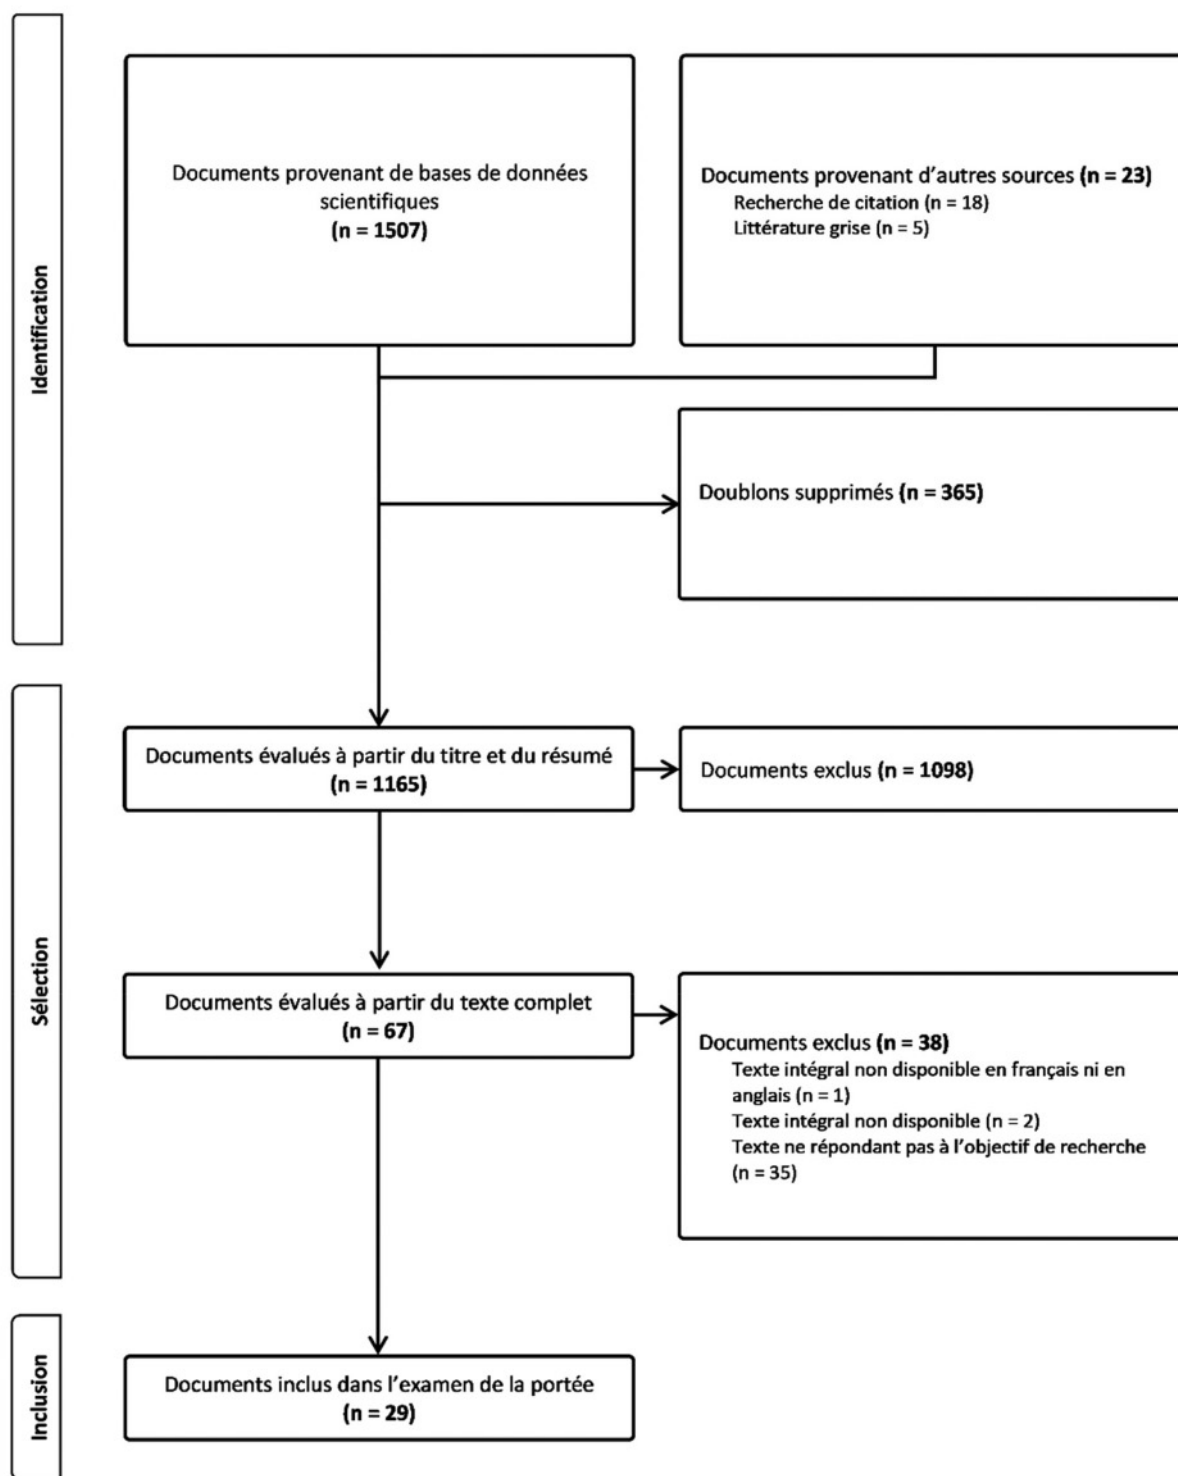 Identification
Documents provenant de bases de données
scientifiques
(n = 1507)
Documents provenant d'autres sources (n = 23)
Recherche de citation (n = 18)
Littérature grise (n = 5)
Doublons supprimés (n = 365)
Sélection
Documents évalués à partir du titre et du résumé
(n = 1165)
Documents exclus (n = 1098)
Documents évalués à partir du texte complet
(n = 67)
Documents exclus (n = 38)
Texte intégral non disponible en français ni en
anglais (n = 1)
Texte intégral non disponible (n = 2)
Texte ne répondant pas à l'objectif de recherche
(n = 35)
Inclusion
Documents inclus dans l'examen de la portée
(n = 29)